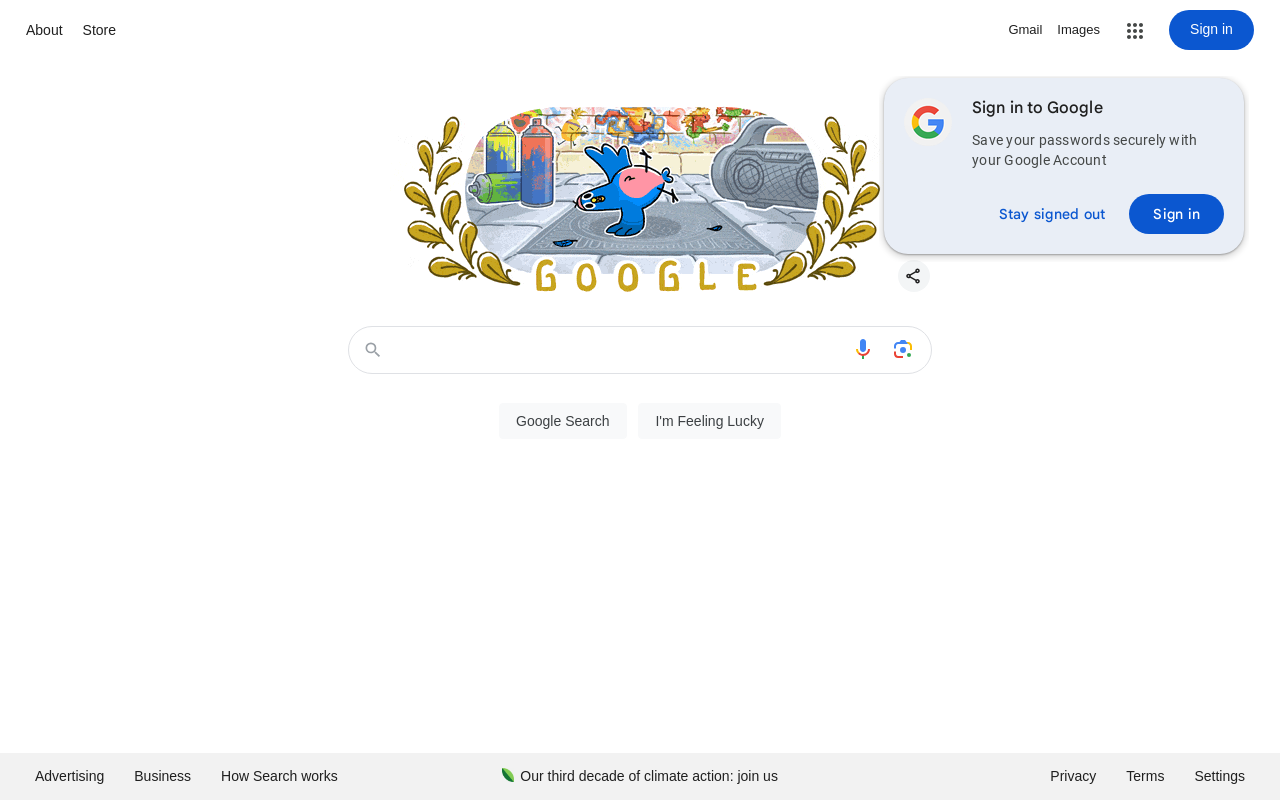 About Store
Gmail Images Sign in
Sign in to Google
Save your passwords securely with
your Google Account
Stay signed out Sign in
GOOGLE
Google Search I'm Feeling Lucky
Advertising Business How Search works
Our third decade of climate action: join us
Privacy Terms Settings